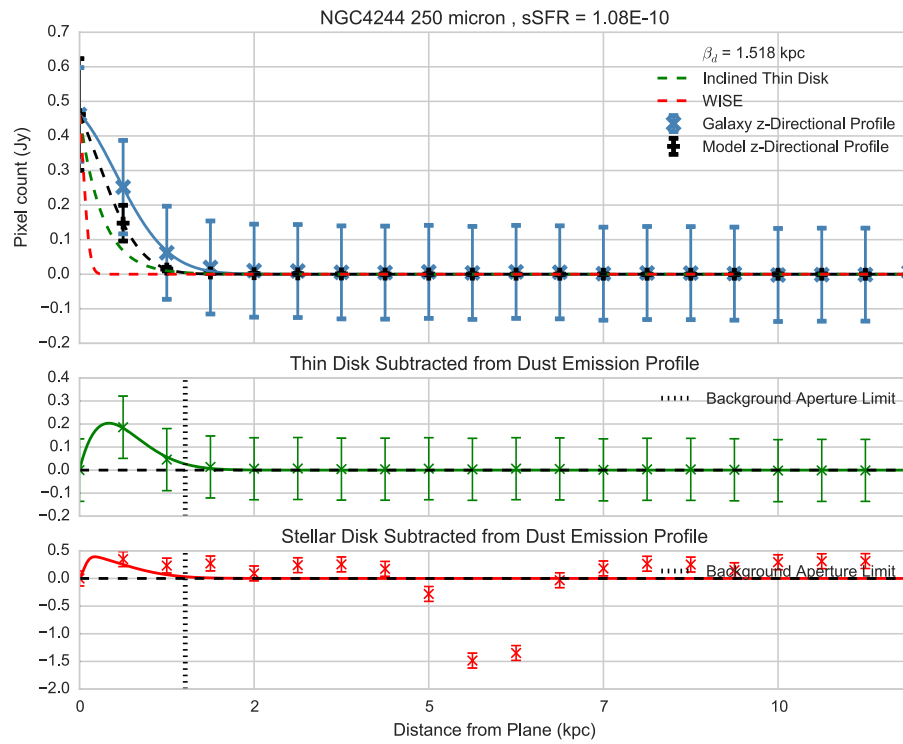 NGC4244 250 micron , sSFR = 1.08E-10
0.7
0.6
0.5
0.4
0.3
0.2
0.1
0.0
−0.1
−0.2
Pixel count (Jy)
β_d = 1.518 kpc
Inclined Thin Disk
WISE
Galaxy z-Directional Profile
Model z-Directional Profile
Thin Disk Subtracted from Dust Emission Profile
0.4
0.3
0.2
0.1
0.0
−0.1
−0.2
Background Aperture Limit
Stellar Disk Subtracted from Dust Emission Profile
0.5
0.0
−0.5
−1.0
−1.5
−2.0
Background Aperture Limit
0 2 5 7 10
Distance from Plane (kpc)